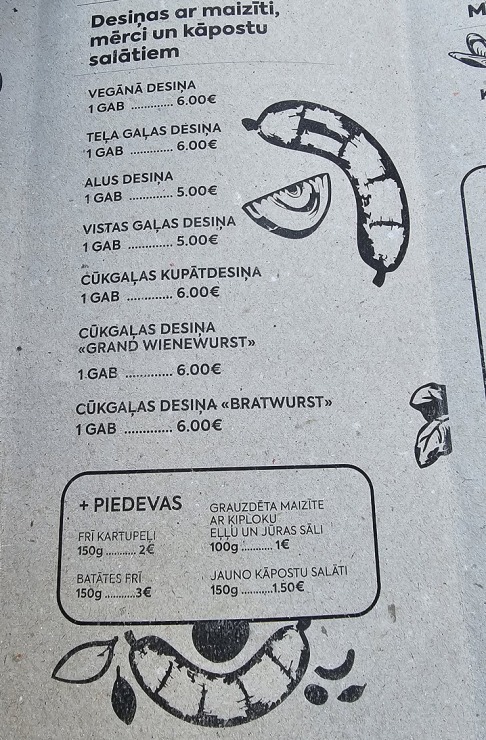 Desiņas ar maizīti,
mērci un kāpostu
salātiem
VEGĀNĀ DESIŅA
1 GAB ............ 6.00€
TEĻA GAĻAS DESIŅA
1 GAB ............ 6.00€
ALUS DESIŅA
1 GAB ............ 5.00€
VISTAS GAĻAS DESIŅA
1 GAB ............ 5.00€
CŪKGAĻAS KUPĀTDESIŅA
1 GAB ............ 6.00€
CŪKGAĻAS DESIŅA
«GRAND WIENEWURST»
1 GAB ............ 6.00€
CŪKGAĻAS DESIŅA «BRATWURST»
1 GAB ............ 6.00€
+ PIEDEVAS
FRĪ KARTUPEĻI
150g .......... 2€
BATĀTES FRĪ
150g ..........3€
GRAUZDĒTA MAIZĪTE
AR ĶIPLOKU
EĻĻU UN JŪRAS SĀLI
100g .......... 1€
JAUNO KĀPOSTU SALĀTI
150g ..........1.50€
M